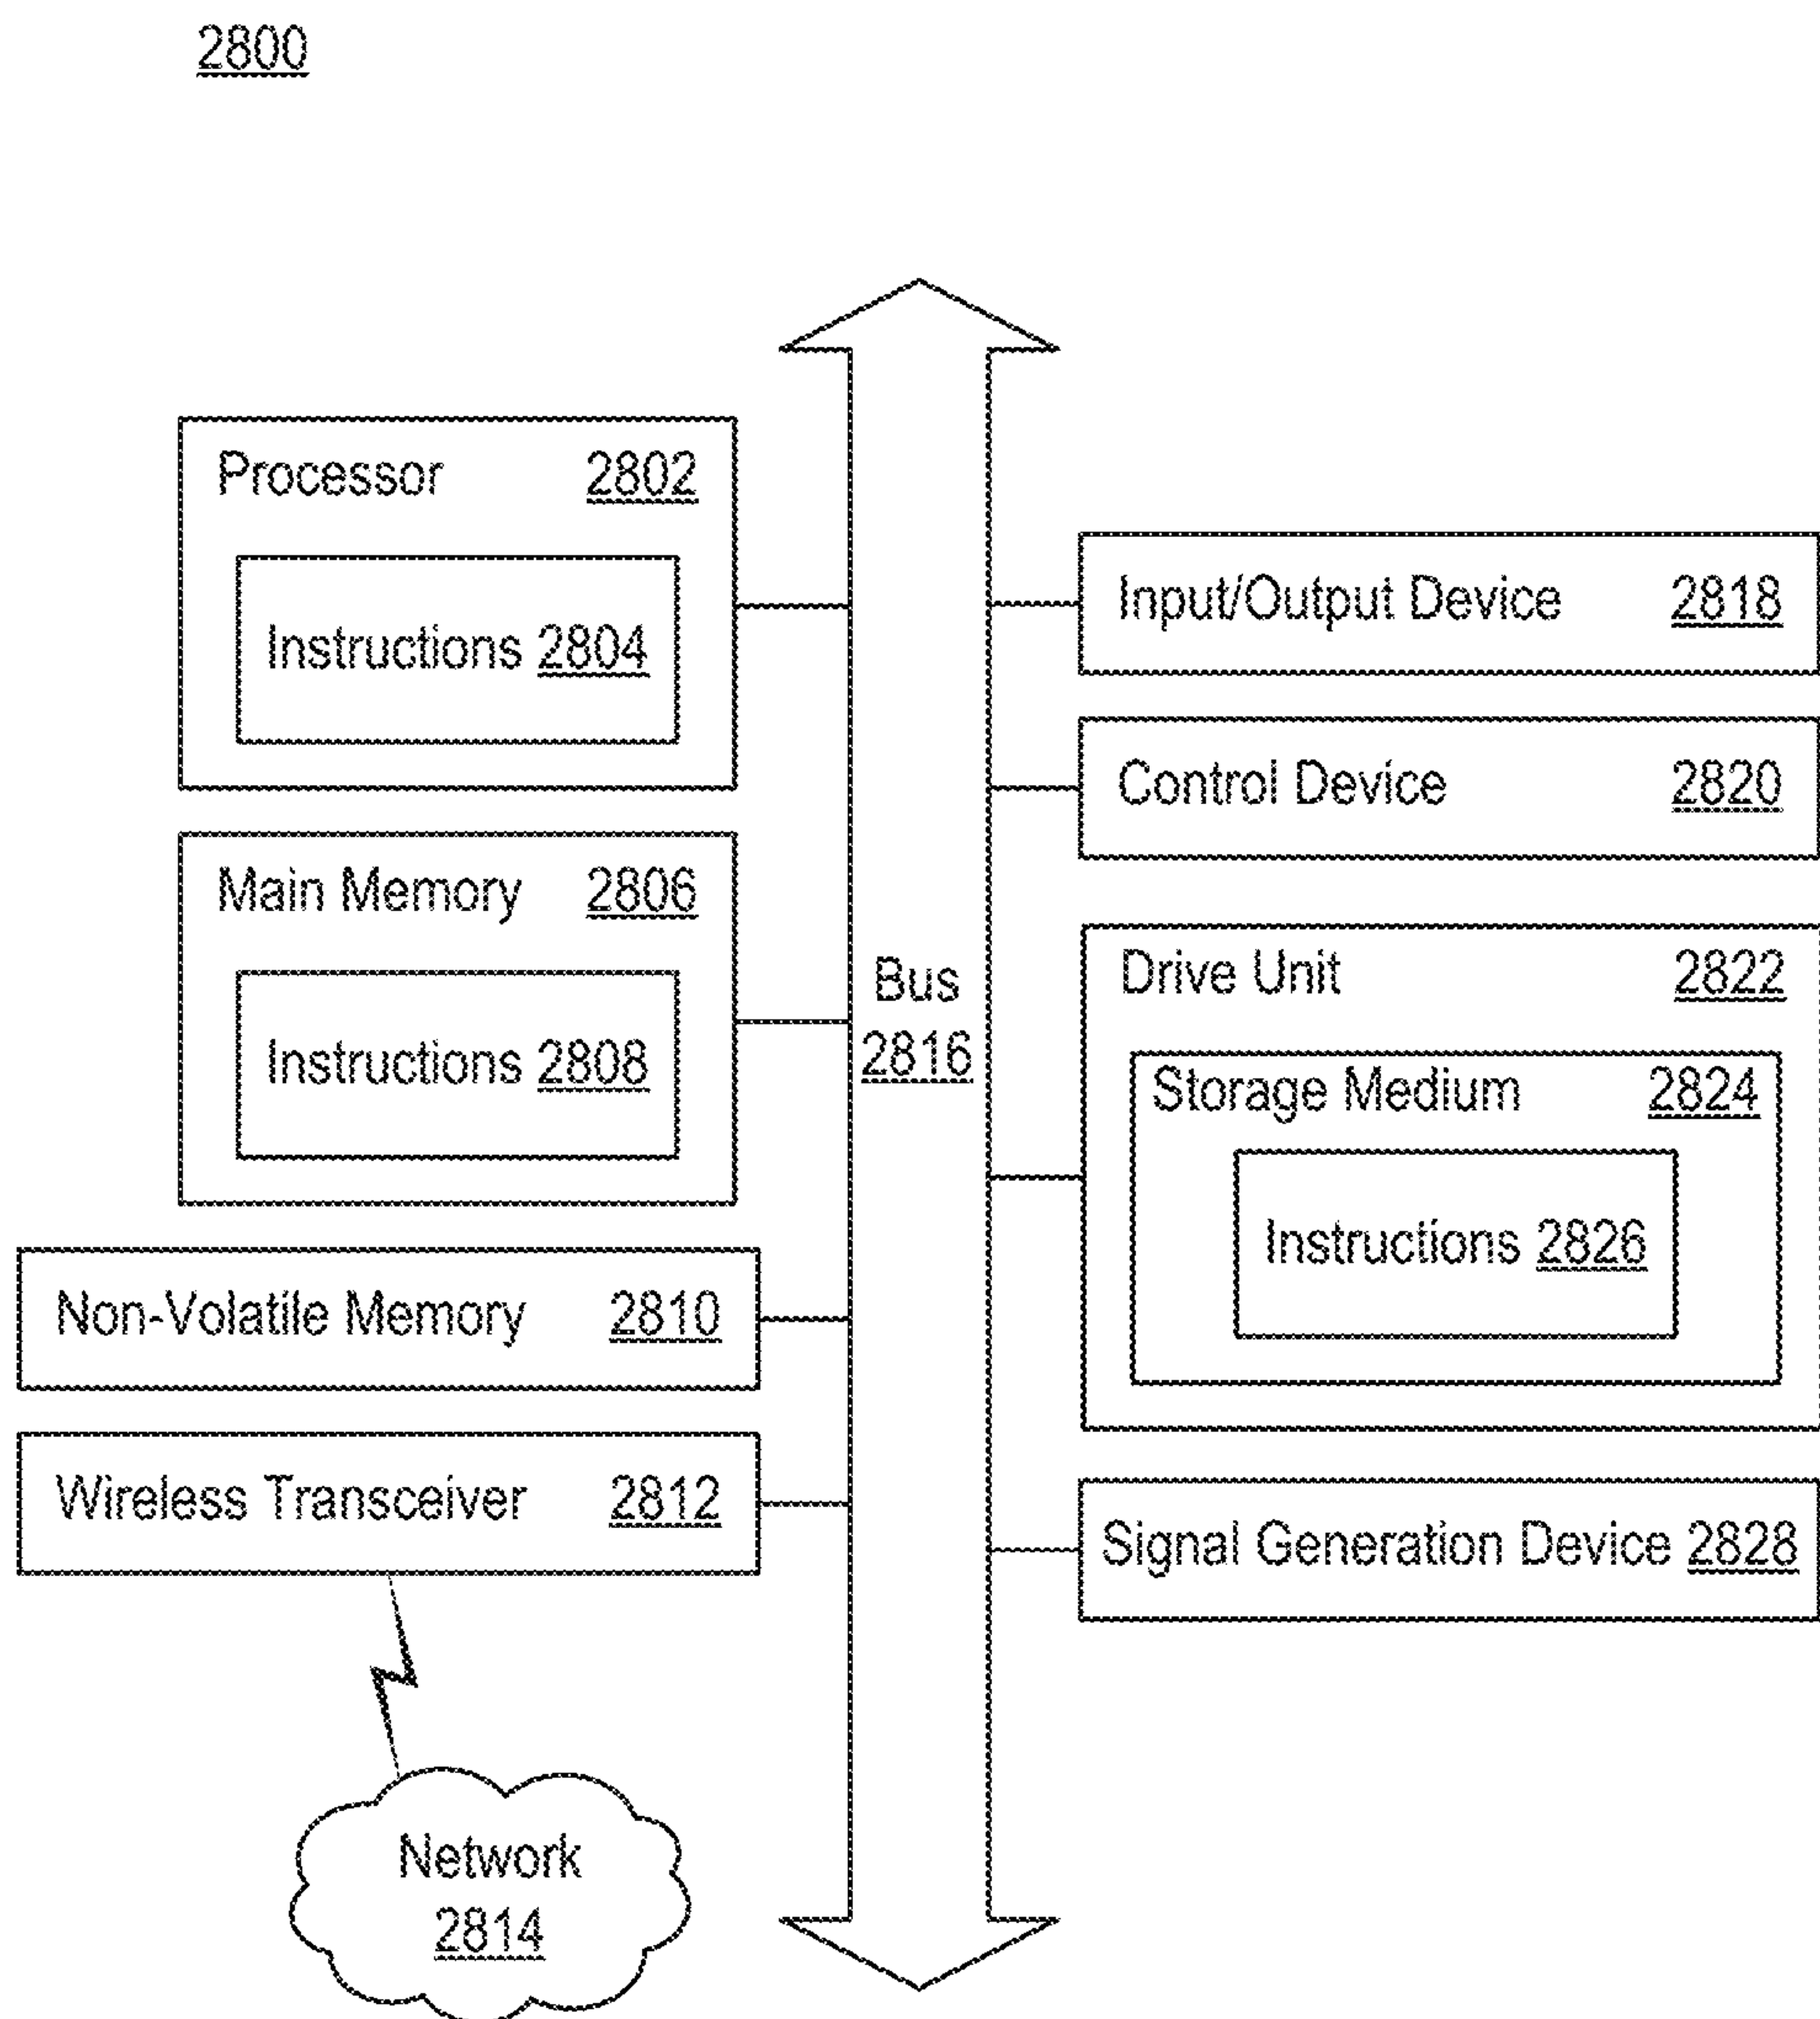 2800
Processor 2802
Instructions 2804
Main Memory 2806
Instructions 2808
Non-Volatile Memory 2810
Wireless Transceiver 2812
Network
2814
Bus
2816
Input/Output Device 2818
Control Device 2820
Drive Unit 2822
Storage Medium 2824
Instructions 2826
Signal Generation Device 2828